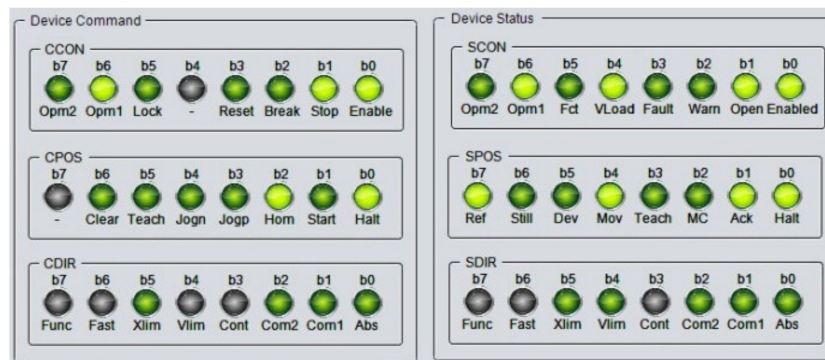 Device Command
CCON
b7 b6 b5 b4 b3 b2 b1 b0
Opm2 Opm1 Lock - Reset Break Stop Enable
CPOS
b7 b6 b5 b4 b3 b2 b1 b0
- Clear Teach Jogn Jogp Hom Start Halt
CDIR
b7 b6 b5 b4 b3 b2 b1 b0
Func Fast Xlim Vlim Cont Com2 Com1 Abs
Device Status
SCON
b7 b6 b5 b4 b3 b2 b1 b0
Opm2 Opm1 Fct VLoad Fault Warn Open Enabled
SPOS
b7 b6 b5 b4 b3 b2 b1 b0
Ref Still Dev Mov Teach MC Ack Halt
SDIR
b7 b6 b5 b4 b3 b2 b1 b0
Func Fast Xlim Vlim Cont Com2 Com1 Abs